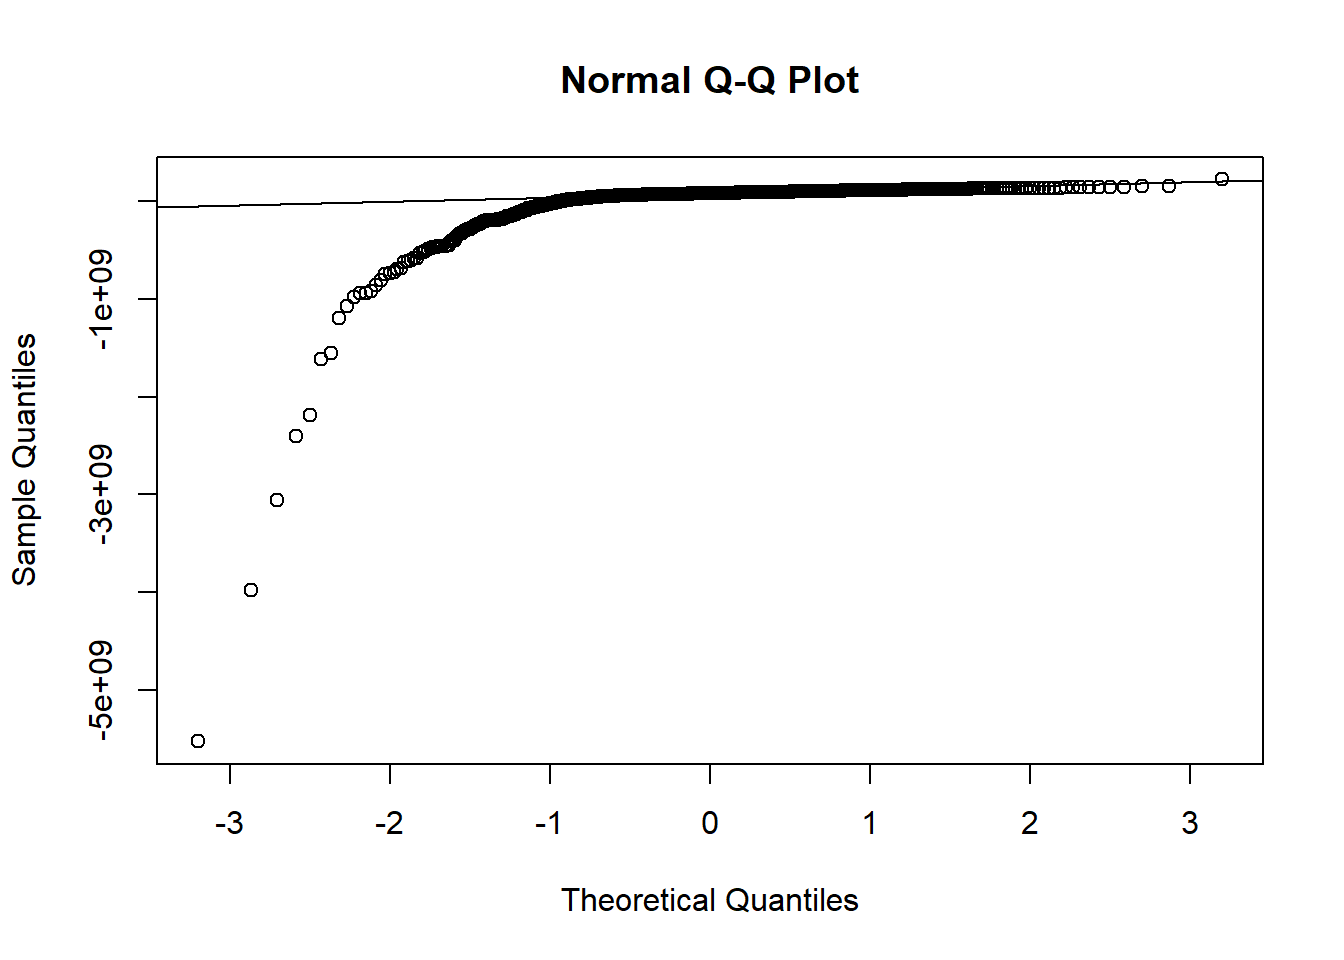 Normal Q-Q Plot
Sample Quantiles
-1e+09
-3e+09
-5e+09
-3 -2 -1 0 1 2 3
Theoretical Quantiles